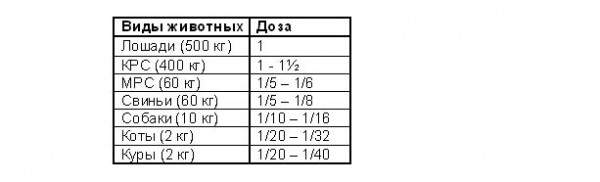 Виды животных Доза
Лошади (500 кг) 1
КРС (400 кг) 1 - 1½
МРС (60 кг) 1/5 – 1/6
Свиньи (60 кг) 1/5 – 1/8
Собаки (10 кг) 1/10 – 1/16
Коты (2 кг) 1/20 – 1/32
Куры (2 кг) 1/20 – 1/40